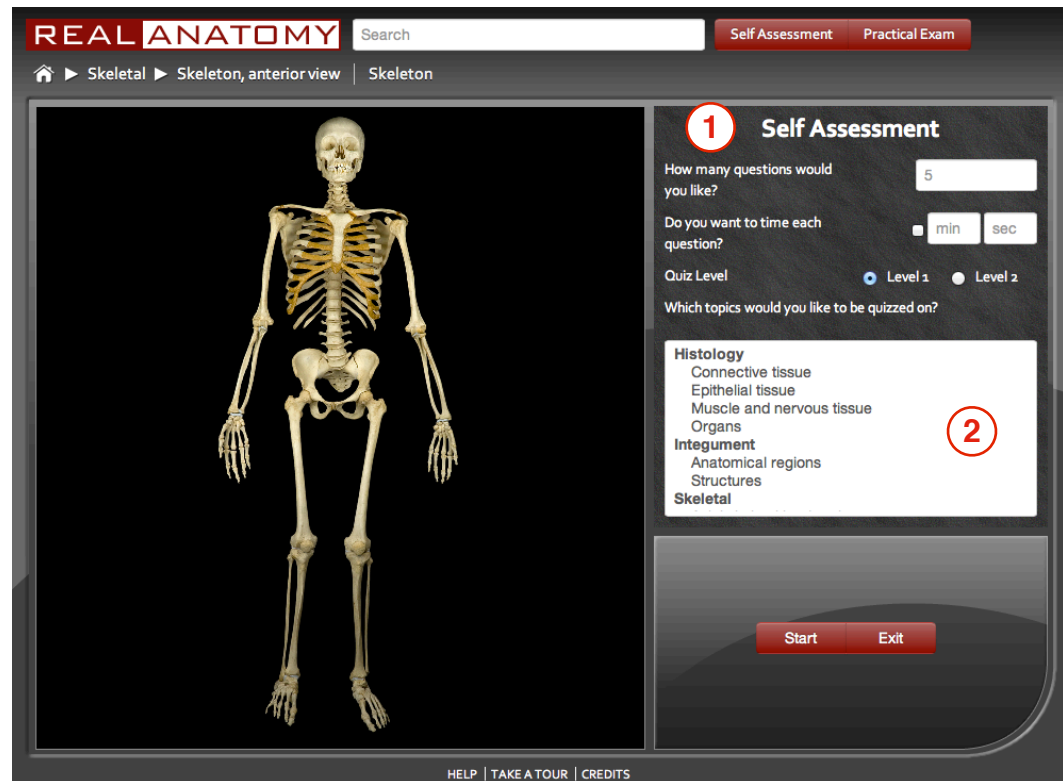 REAL ANATOMY Search Self Assessment Practical Exam
Skeletal Skeleton, anterior view Skeleton
1 Self Assessment
How many questions would
you like?
5
Do you want to time each
question?
min sec
Quiz Level Level 1 Level 2
Which topics would you like to be quizzed on?
Histology
Connective tissue
Epithelial tissue
Muscle and nervous tissue
Organs
2
Integument
Anatomical regions
Structures
Skeletal
Start Exit
HELP | TAKE A TOUR | CREDITS